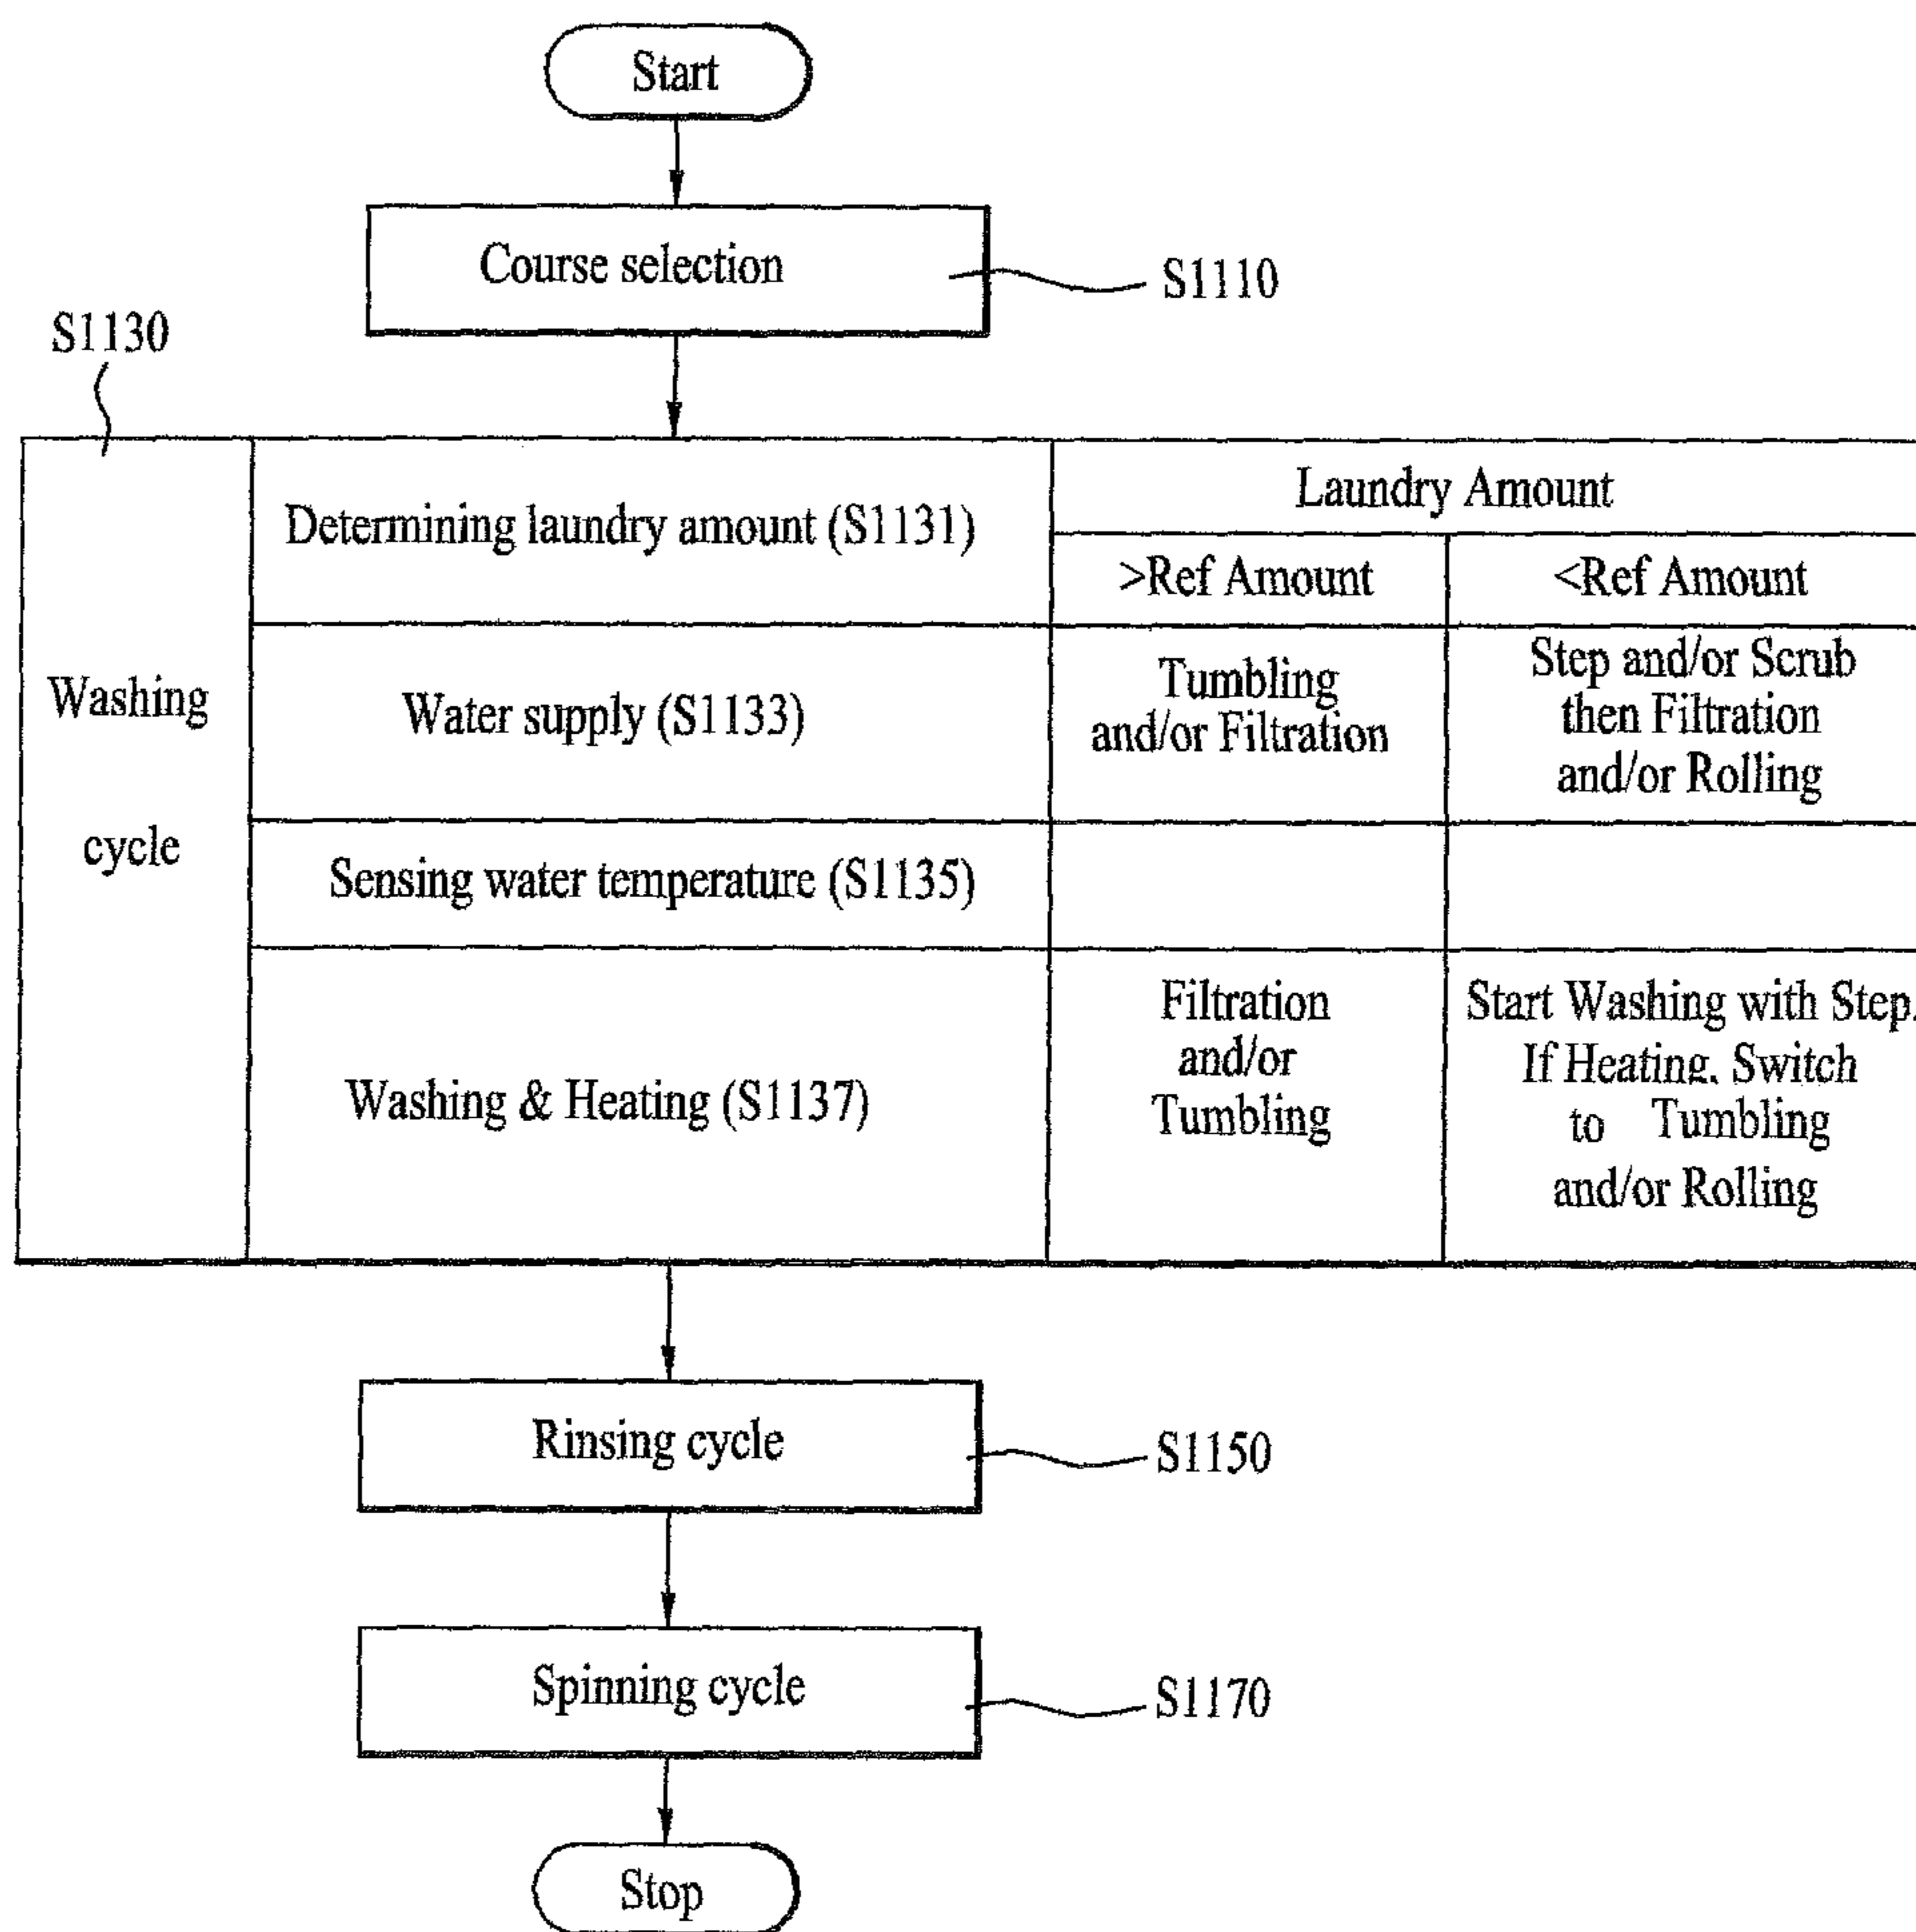 Start
Course selection
S1110
S1130
Washing
cycle
Determining laundry amount (S1131)
Laundry Amount
>Ref Amount
<Ref Amount
Water supply (S1133)
Tumbling
and/or Filtration
Step and/or Scrub
then Filtration
and/or Rolling
Sensing water temperature (S1135)
Washing & Heating (S1137)
Filtration
and/or
Tumbling
Start Washing with Step.
If Heating, Switch
to Tumbling
and/or Rolling
Rinsing cycle
S1150
Spinning cycle
S1170
Stop